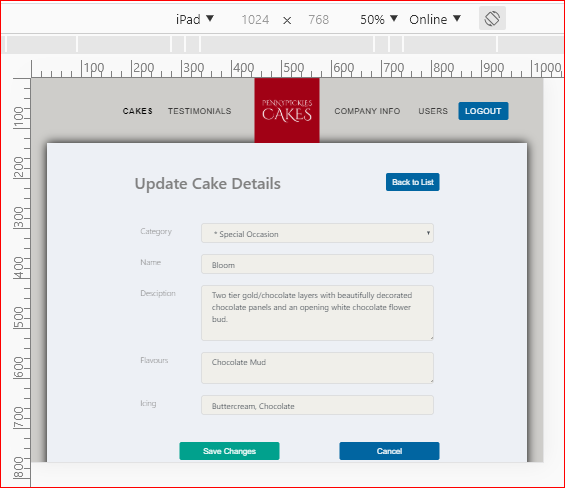 iPad ▼ 1024 × 768 50% ▼ Online ▼
100 200 300 400 500 600 700 800 900 1000
100
200
300
400
500
600
700
800
CAKES TESTIMONIALS PENNYPICKLES CAKES COMPANY INFO USERS LOGOUT
Update Cake Details Back to List
Category * Special Occasion
Name Bloom
Desciption Two tier gold/chocolate layers with beautifully decorated
chocolate panels and an opening white chocolate flower
bud.
Flavours Chocolate Mud
Icing Buttercream, Chocolate
Save Changes Cancel